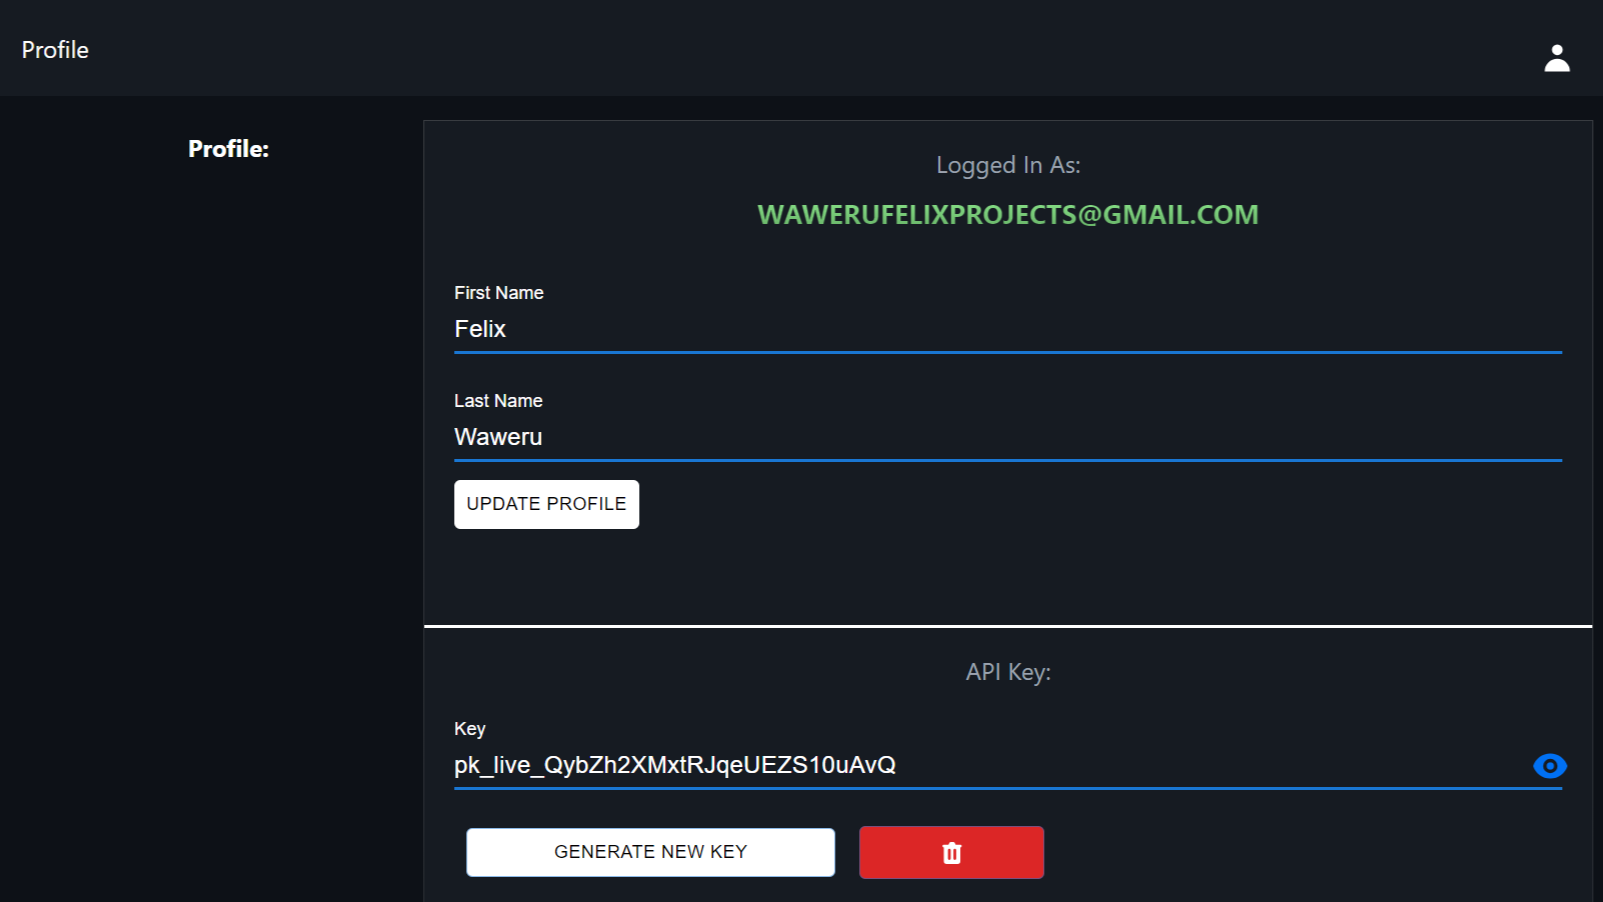 Profile
Profile:
Logged In As:
WAWERUFELIXPROJECTS@GMAIL.COM
First Name
Felix
Last Name
Waweru
UPDATE PROFILE
API Key:
Key
pk_live_QybZh2XMxtRJqeUEZS10uAvQ
GENERATE NEW KEY